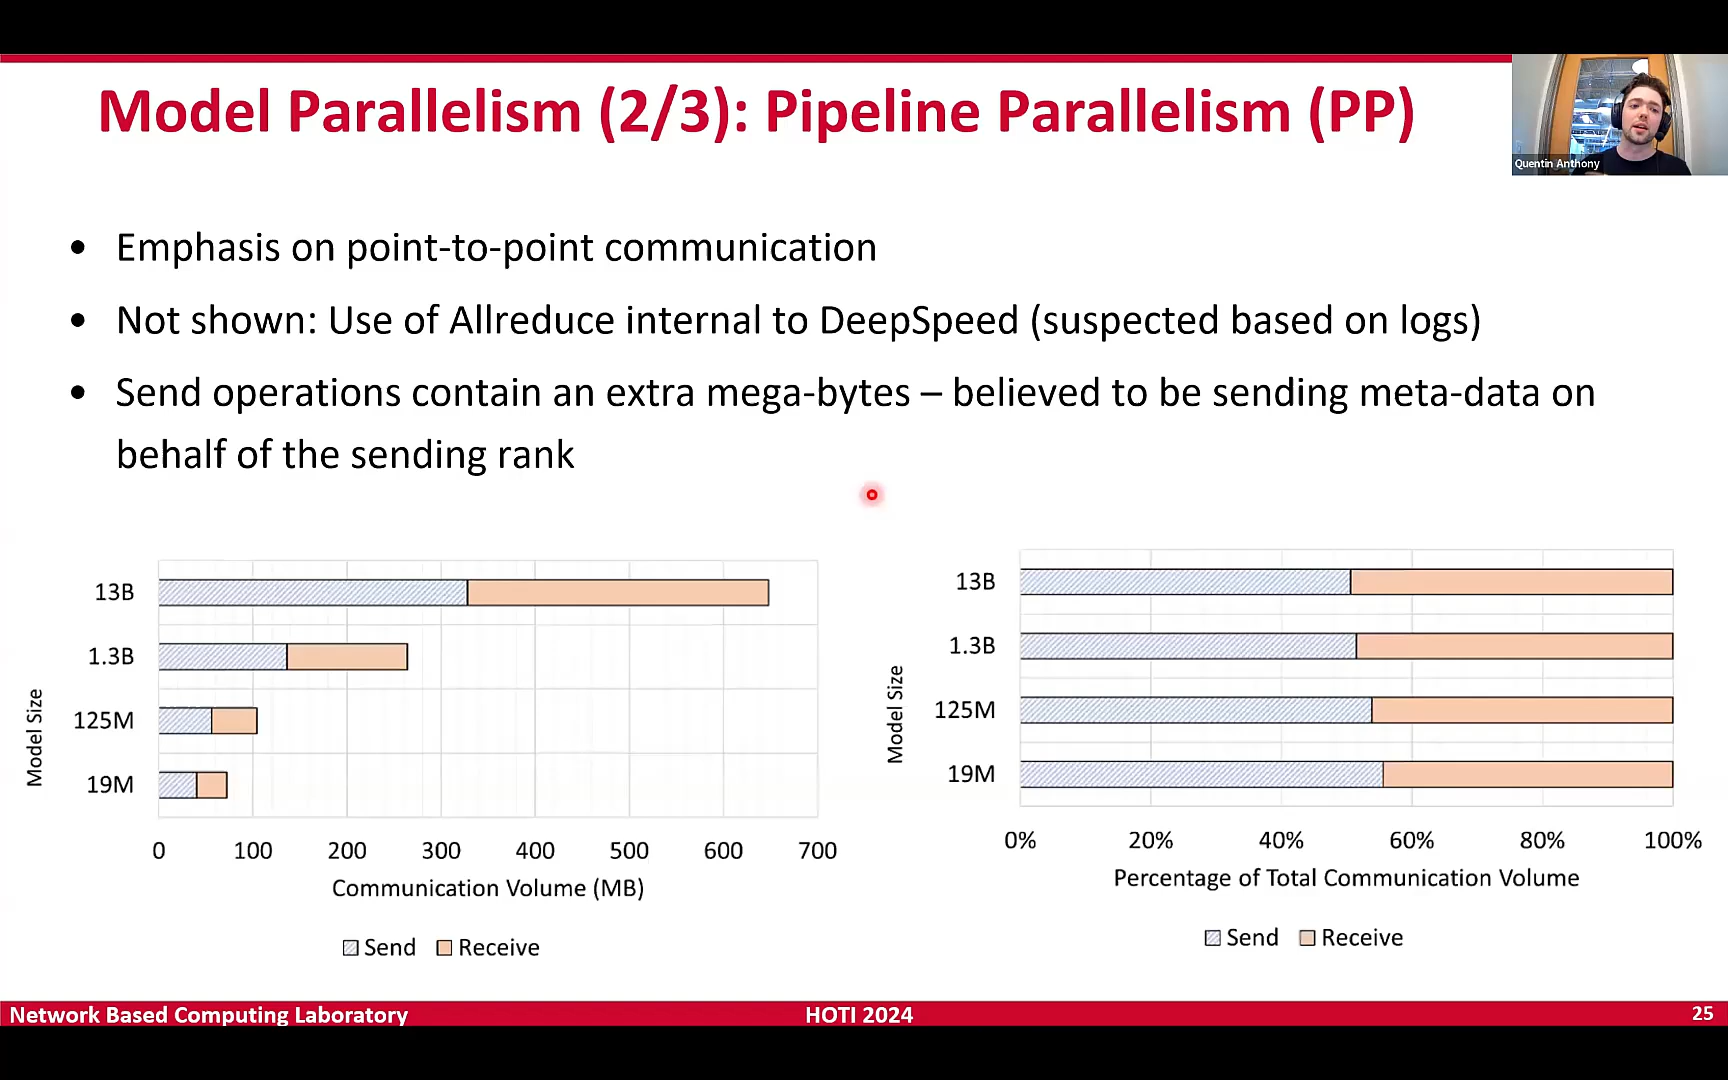 Model Parallelism (2/3): Pipeline Parallelism (PP)
Quentin Anthony
• Emphasis on point-to-point communication
• Not shown: Use of Allreduce internal to DeepSpeed (suspected based on logs)
• Send operations contain an extra mega-bytes – believed to be sending meta-data on
behalf of the sending rank
Model Size
13B
1.3B
125M
19M
0 100 200 300 400 500 600 700
Communication Volume (MB)
Send Receive
Model Size
13B
1.3B
125M
19M
0% 20% 40% 60% 80% 100%
Percentage of Total Communication Volume
Send Receive
Network Based Computing Laboratory
HOTI 2024
25